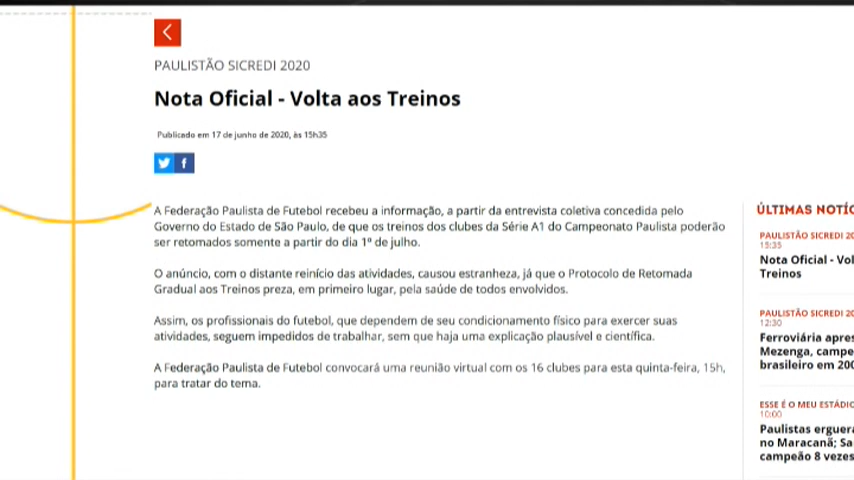 PAULISTÃO SICREDI 2020
Nota Oficial - Volta aos Treinos
Publicado em 17 de junho de 2020, às 15h35
A Federação Paulista de Futebol recebeu a informação, a partir da entrevista coletiva concedida pelo
Governo do Estado de São Paulo, de que os treinos dos clubes da Série A1 do Campeonato Paulista poderão
ser retomados somente a partir do dia 1º de julho.
O anúncio, com o distante reinício das atividades, causou estranheza, já que o Protocolo de Retomada
Gradual aos Treinos preza, em primeiro lugar, pela saúde de todos envolvidos.
Assim, os profissionais do futebol, que dependem de seu condicionamento físico para exercer suas
atividades, seguem impedidos de trabalhar, sem que haja uma explicação plausível e científica.
A Federação Paulista de Futebol convocará uma reunião virtual com os 16 clubes para esta quinta-feira, 15h,
para tratar do tema.
ÚLTIMAS NOTÍC
PAULISTÃO SICREDI 20
15:35
Nota Oficial - Vol
Treinos
PAULISTÃO SICREDI 20
12:30
Ferroviária apres
Mezenga, campe
brasileiro em 200
ESSE É O MEU ESTÁDIO
10:00
Paulistas erguera
no Maracanã; Sa
campeão 8 vezes